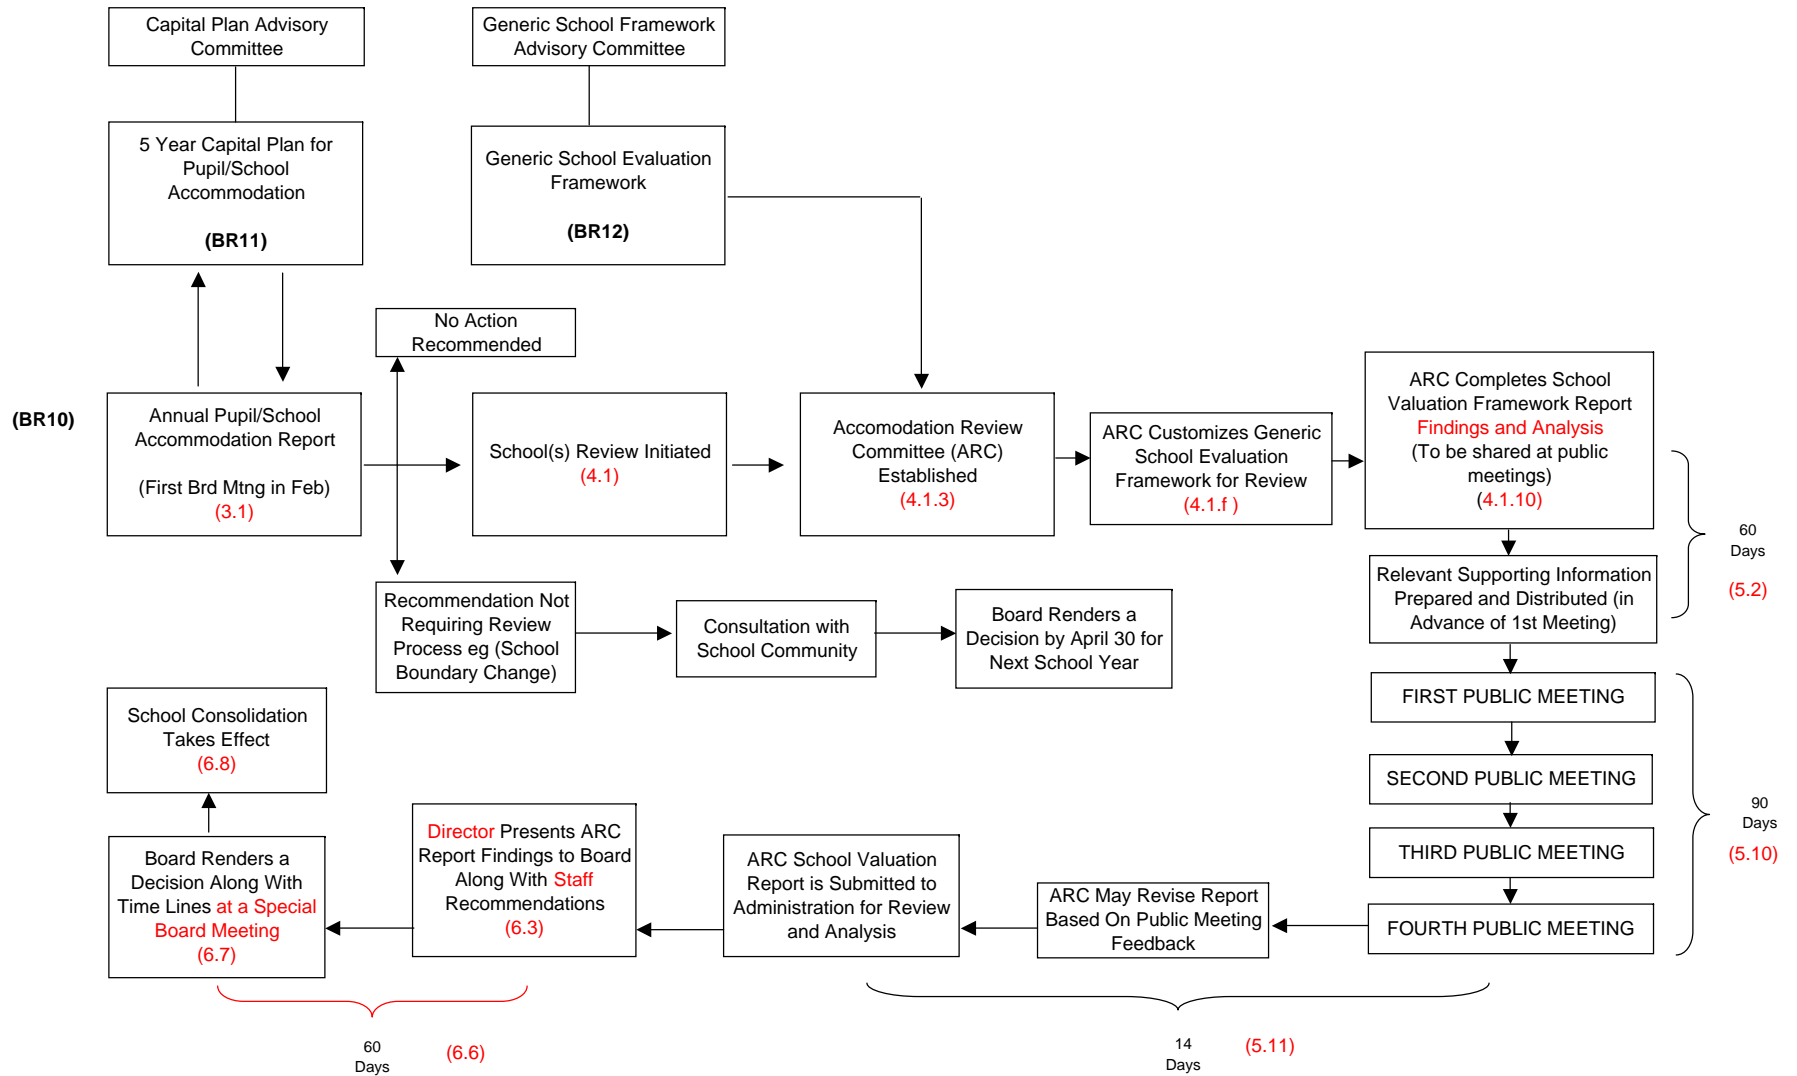 Capital Plan Advisory
Committee
Generic School Framework
Advisory Committee
5 Year Capital Plan for
Pupil/School
Accommodation
(BR11)
Generic School Evaluation
Framework
(BR12)
No Action
Recommended
(BR10)
Annual Pupil/School
Accommodation Report
(First Brd Mtng in Feb)
(3.1)
School(s) Review Initiated
(4.1)
Accomodation Review
Committee (ARC)
Established
(4.1.3)
ARC Customizes Generic
School Evaluation
Framework for Review
(4.1.f )
ARC Completes School
Valuation Framework Report
Findings and Analysis
(To be shared at public
meetings)
(4.1.10)
60
Days
(5.2)
Relevant Supporting Information
Prepared and Distributed (in
Advance of 1st Meeting)
Recommendation Not
Requiring Review
Process eg (School
Boundary Change)
Consultation with
School Community
Board Renders a
Decision by April 30 for
Next School Year
FIRST PUBLIC MEETING
SECOND PUBLIC MEETING
THIRD PUBLIC MEETING
FOURTH PUBLIC MEETING
90
Days
(5.10)
School Consolidation
Takes Effect
(6.8)
Board Renders a
Decision Along With
Time Lines at a Special
Board Meeting
(6.7)
Director Presents ARC
Report Findings to Board
Along With Staff
Recommendations
(6.3)
ARC School Valuation
Report is Submitted to
Administration for Review
and Analysis
ARC May Revise Report
Based On Public Meeting
Feedback
60
Days
(6.6)
14
Days
(5.11)